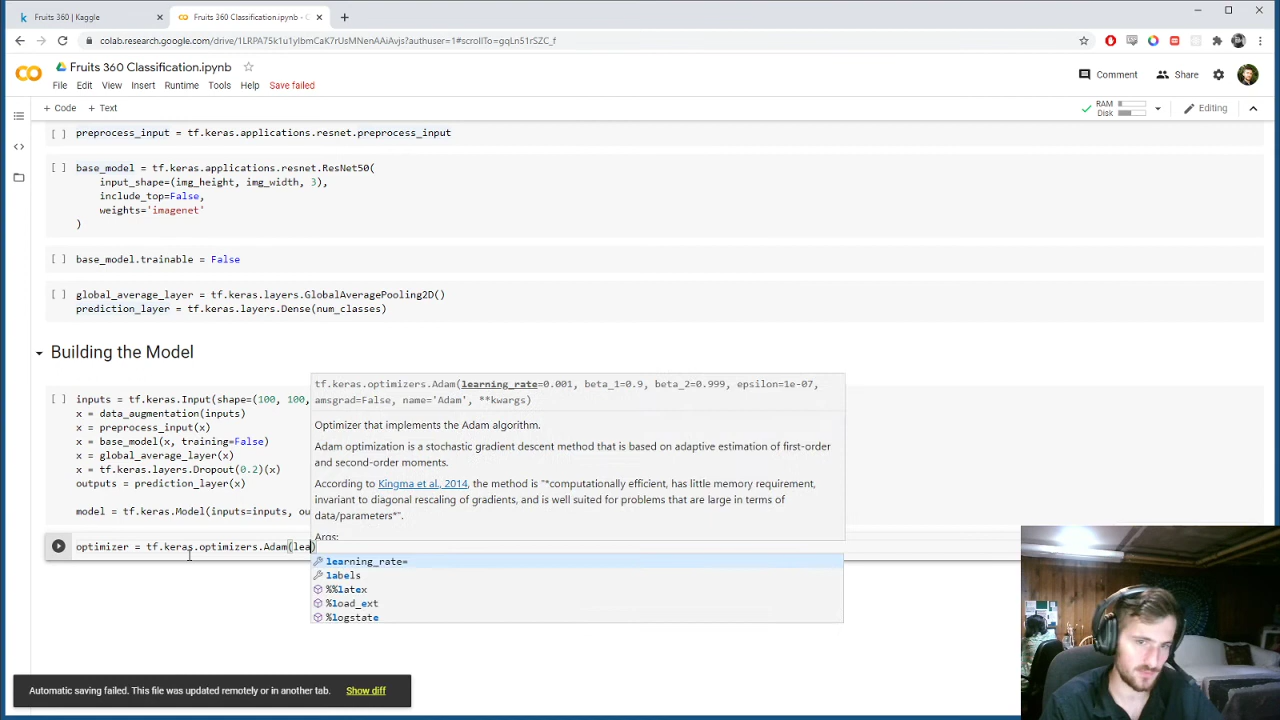 Fruits 360 | Kaggle
Fruits 360 Classification.ipynb - C
colab.research.google.com/drive/1LRPA75k1u1ylbmCaK7rUsMNenAAiAvjs?authuser=1#scrollTo=gqLn51rSZC_f
Fruits 360 Classification.ipynb
Comment
Share
File Edit View Insert Runtime Tools Help Save failed
+ Code + Text
RAM
Disk
Editing
[ ] preprocess_input = tf.keras.applications.resnet.preprocess_input
[ ] base_model = tf.keras.applications.resnet.ResNet50(
input_shape=(img_height, img_width, 3),
include_top=False,
weights='imagenet'
)
[ ] base_model.trainable = False
[ ] global_average_layer = tf.keras.layers.GlobalAveragePooling2D()
prediction_layer = tf.keras.layers.Dense(num_classes)
Building the Model
[ ] inputs = tf.keras.Input(shape=(100, 100,
x = data_augmentation(inputs)
x = preprocess_input(x)
x = base_model(x, training=False)
x = global_average_layer(x)
x = tf.keras.layers.Dropout(0.2)(x)
outputs = prediction_layer(x)
model = tf.keras.Model(inputs=inputs, ou
tf.keras.optimizers.Adam(learning_rate=0.001, beta_1=0.9, beta_2=0.999, epsilon=1e-07,
amsgrad=False, name='Adam', **kwargs)
Optimizer that implements the Adam algorithm.
Adam optimization is a stochastic gradient descent method that is based on adaptive estimation of first-order
and second-order moments.
According to Kingma et al., 2014, the method is "*computationally efficient, has little memory requirement,
invariant to diagonal rescaling of gradients, and is well suited for problems that are large in terms of
data/parameters*".
Args:
optimizer = tf.keras.optimizers.Adam(lea)
learning_rate=
labels
%%latex
%load_ext
%logstate
Automatic saving failed. This file was updated remotely or in another tab. Show diff